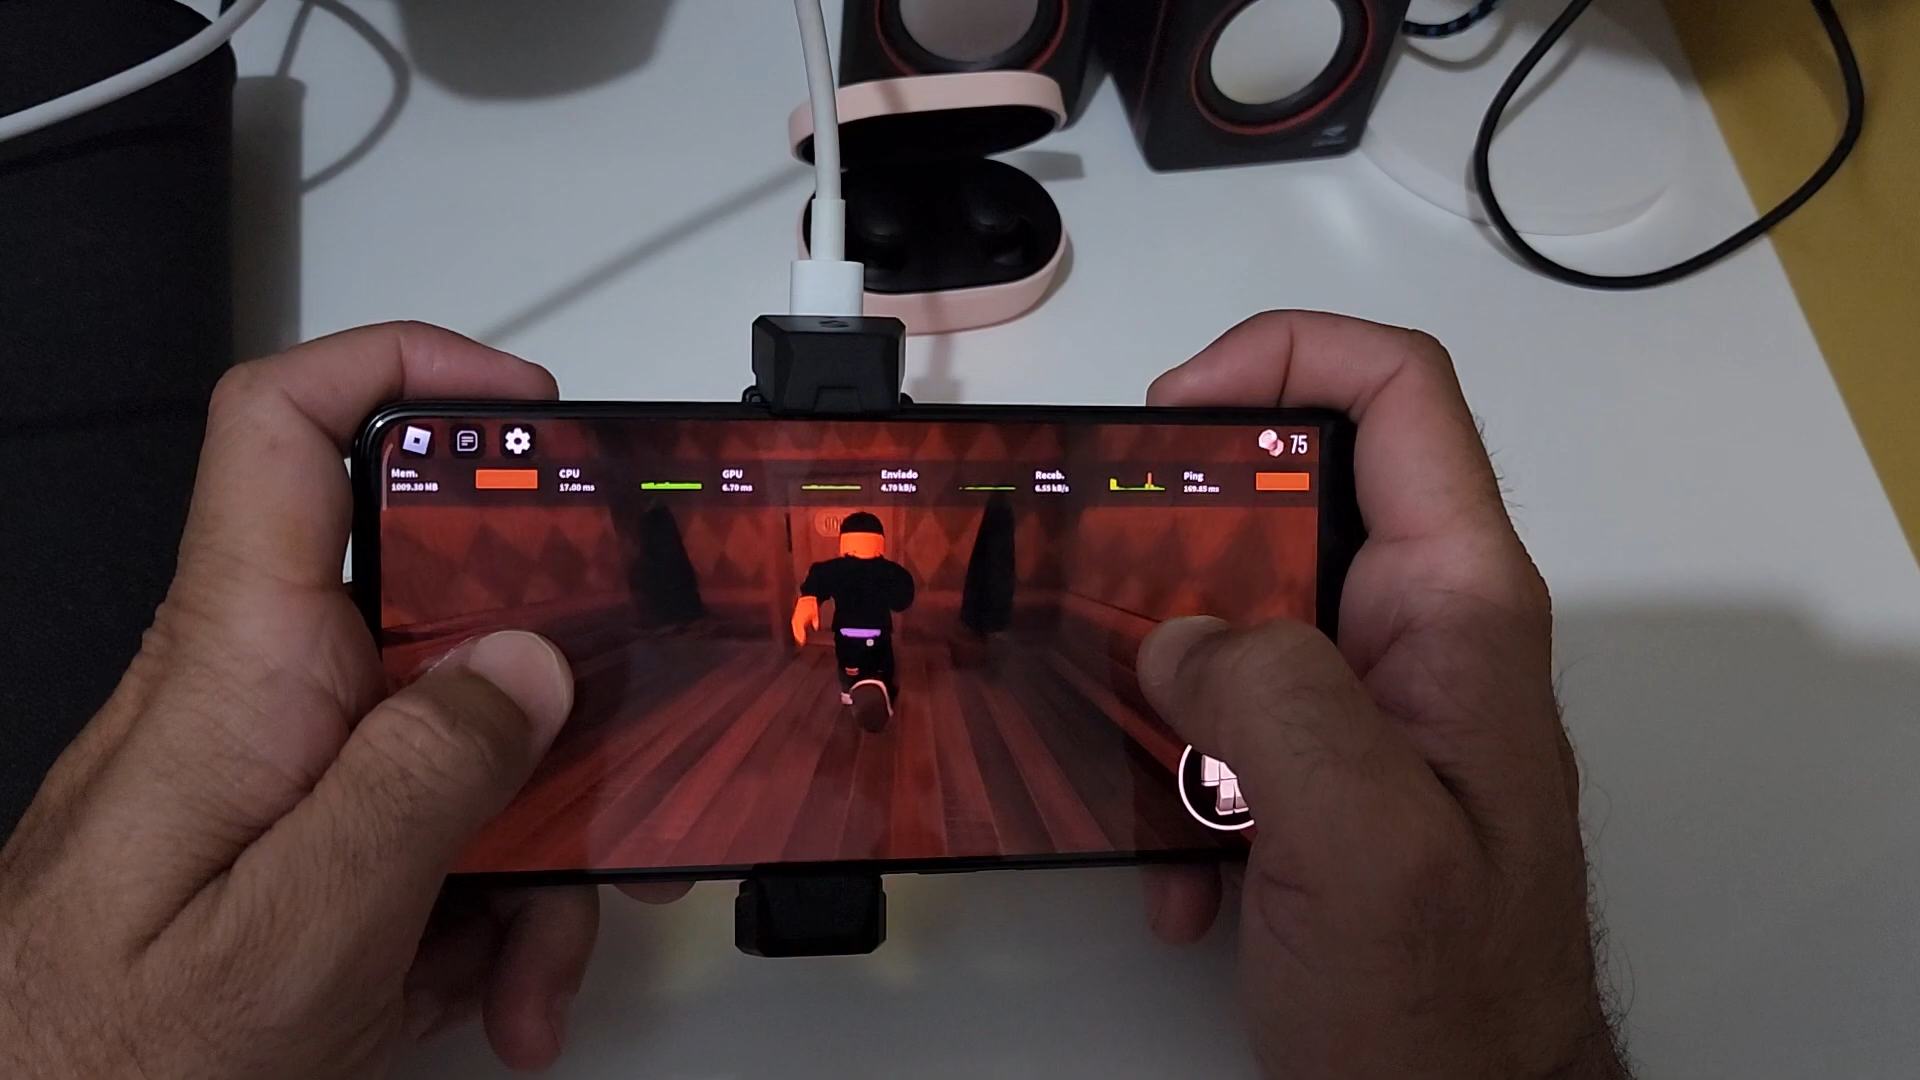 75
Mem.
1009.30 MB
CPU
17.00 ms
GPU
6.70 ms
Enviado
4.70 kB/s
Receb.
6.55 kB/s
Ping
169.85 ms